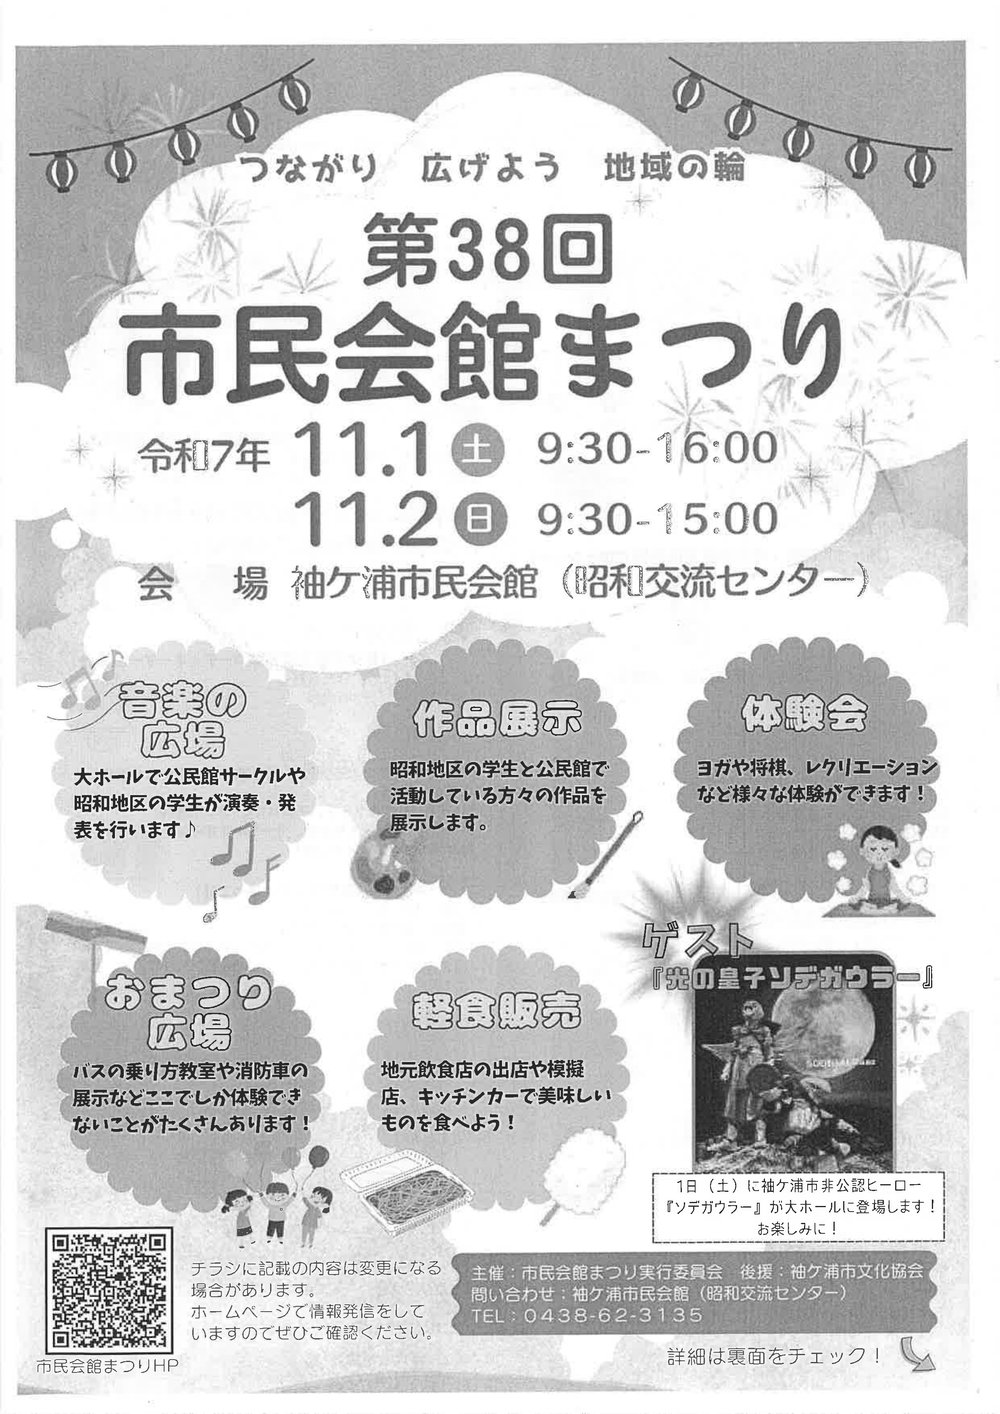 つながり 広げよう 地域の輪
第38回
市民会館まつり
令和7年 11.1 土 9:30-16:00
11.2 日 9:30-15:00
会場 袖ケ浦市民会館（昭和交流センター）
音楽の
広場
大ホールで公民館サークルや
昭和地区の学生が演奏・発
表を行います♪
作品展示
昭和地区の学生と公民館で
活動している方々の作品を
展示します。
体験会
ヨガや将棋、レクリエーション
など様々な体験ができます！
おまつり
広場
バスの乗り方教室や消防車の
展示などここでしか体験でき
ないことがたくさんあります！
軽食販売
地元飲食店の出店や模擬
店、キッチンカーで美味しい
ものを食べよう！
ゲスト
『光の皇子ソデガウラー』
1日（土）に袖ケ浦市非公認ヒーロー
『ソデガウラー』が大ホールに登場します！
お楽しみに！
市民会館まつりHP
チラシに記載の内容は変更になる
場合があります。
ホームページで情報発信をして
いますのでぜひご確認ください。
主催：市民会館まつり実行委員会 後援：袖ケ浦市文化協会
問い合わせ：袖ケ浦市民会館（昭和交流センター）
TEL：0438-62-3135
詳細は裏面をチェック！